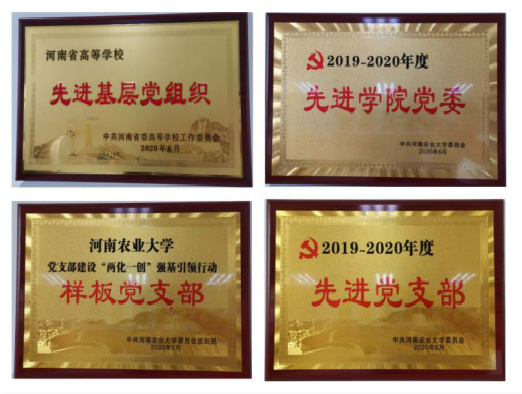 河南省高等学校
先进基层党组织
中共河南省委高等学校工作委员会
2020年6月
2019-2020年度
先进学院党委
中共河南农业大学委员会
2020年6月
河南农业大学
党支部建设“两化一创”强基引领行动
样板党支部
中共河南农业大学委员会组织部
2020年6月
2019-2020年度
先进党支部
中共河南农业大学委员会
2020年6月